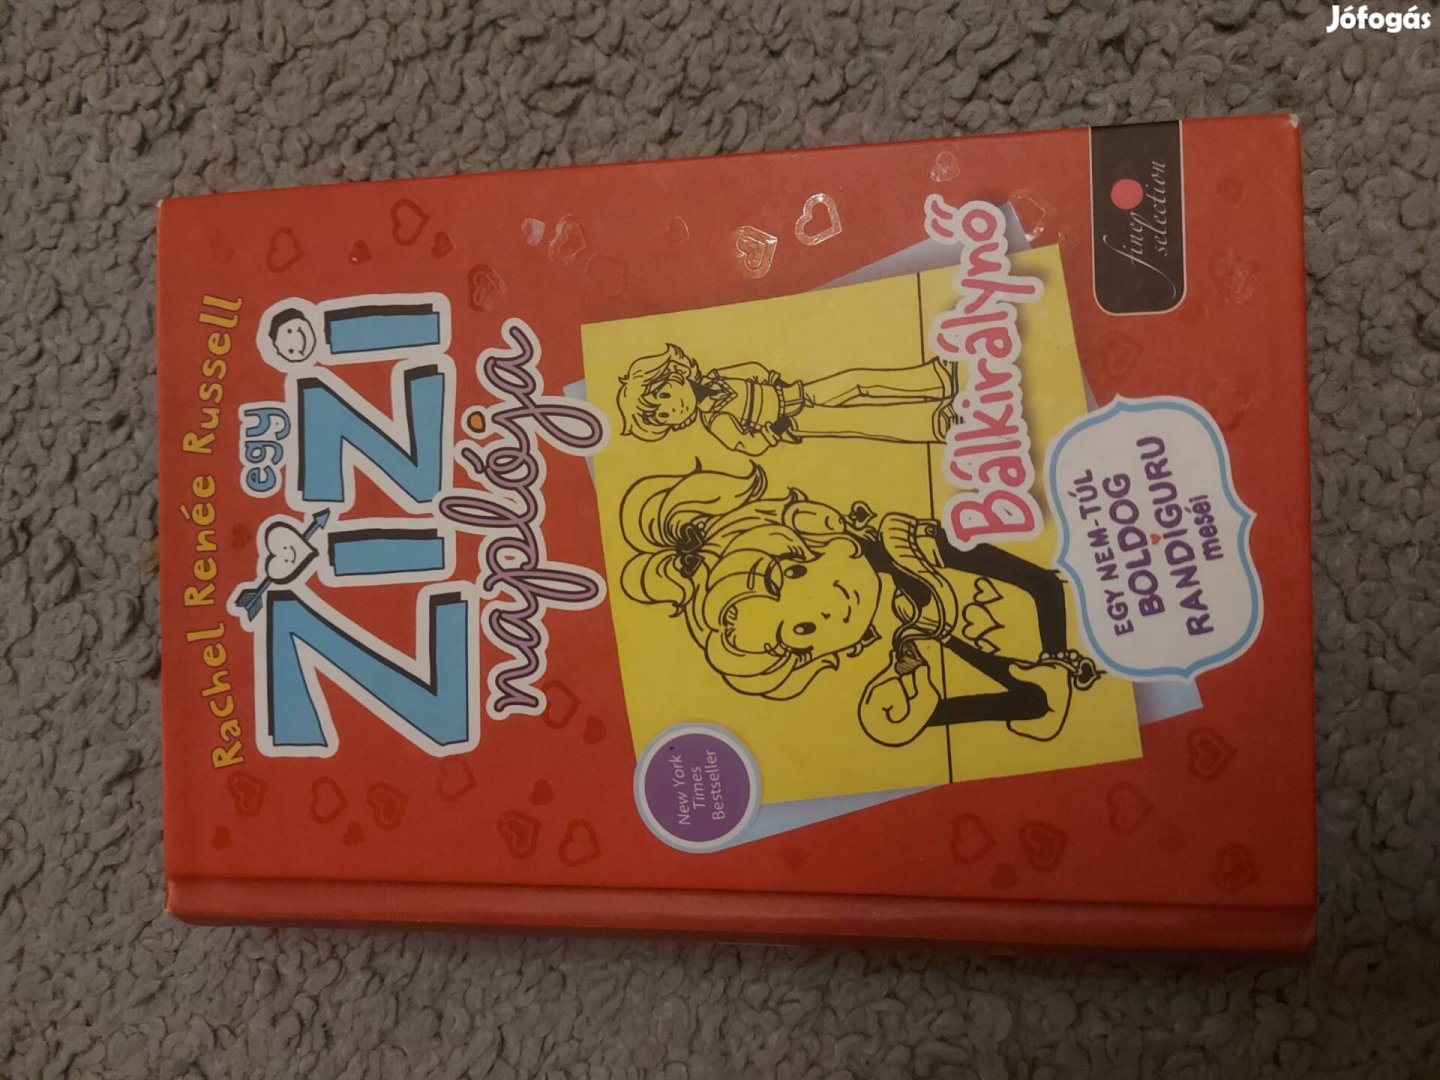 Jófogás
Rachel Renée Russell
egy
ZIZI
naplója
New York
Times
Bestseller
Bálkirálynő
EGY NEM-TÚL
BOLDOG
RANDIGURU
meséi
finep
selection